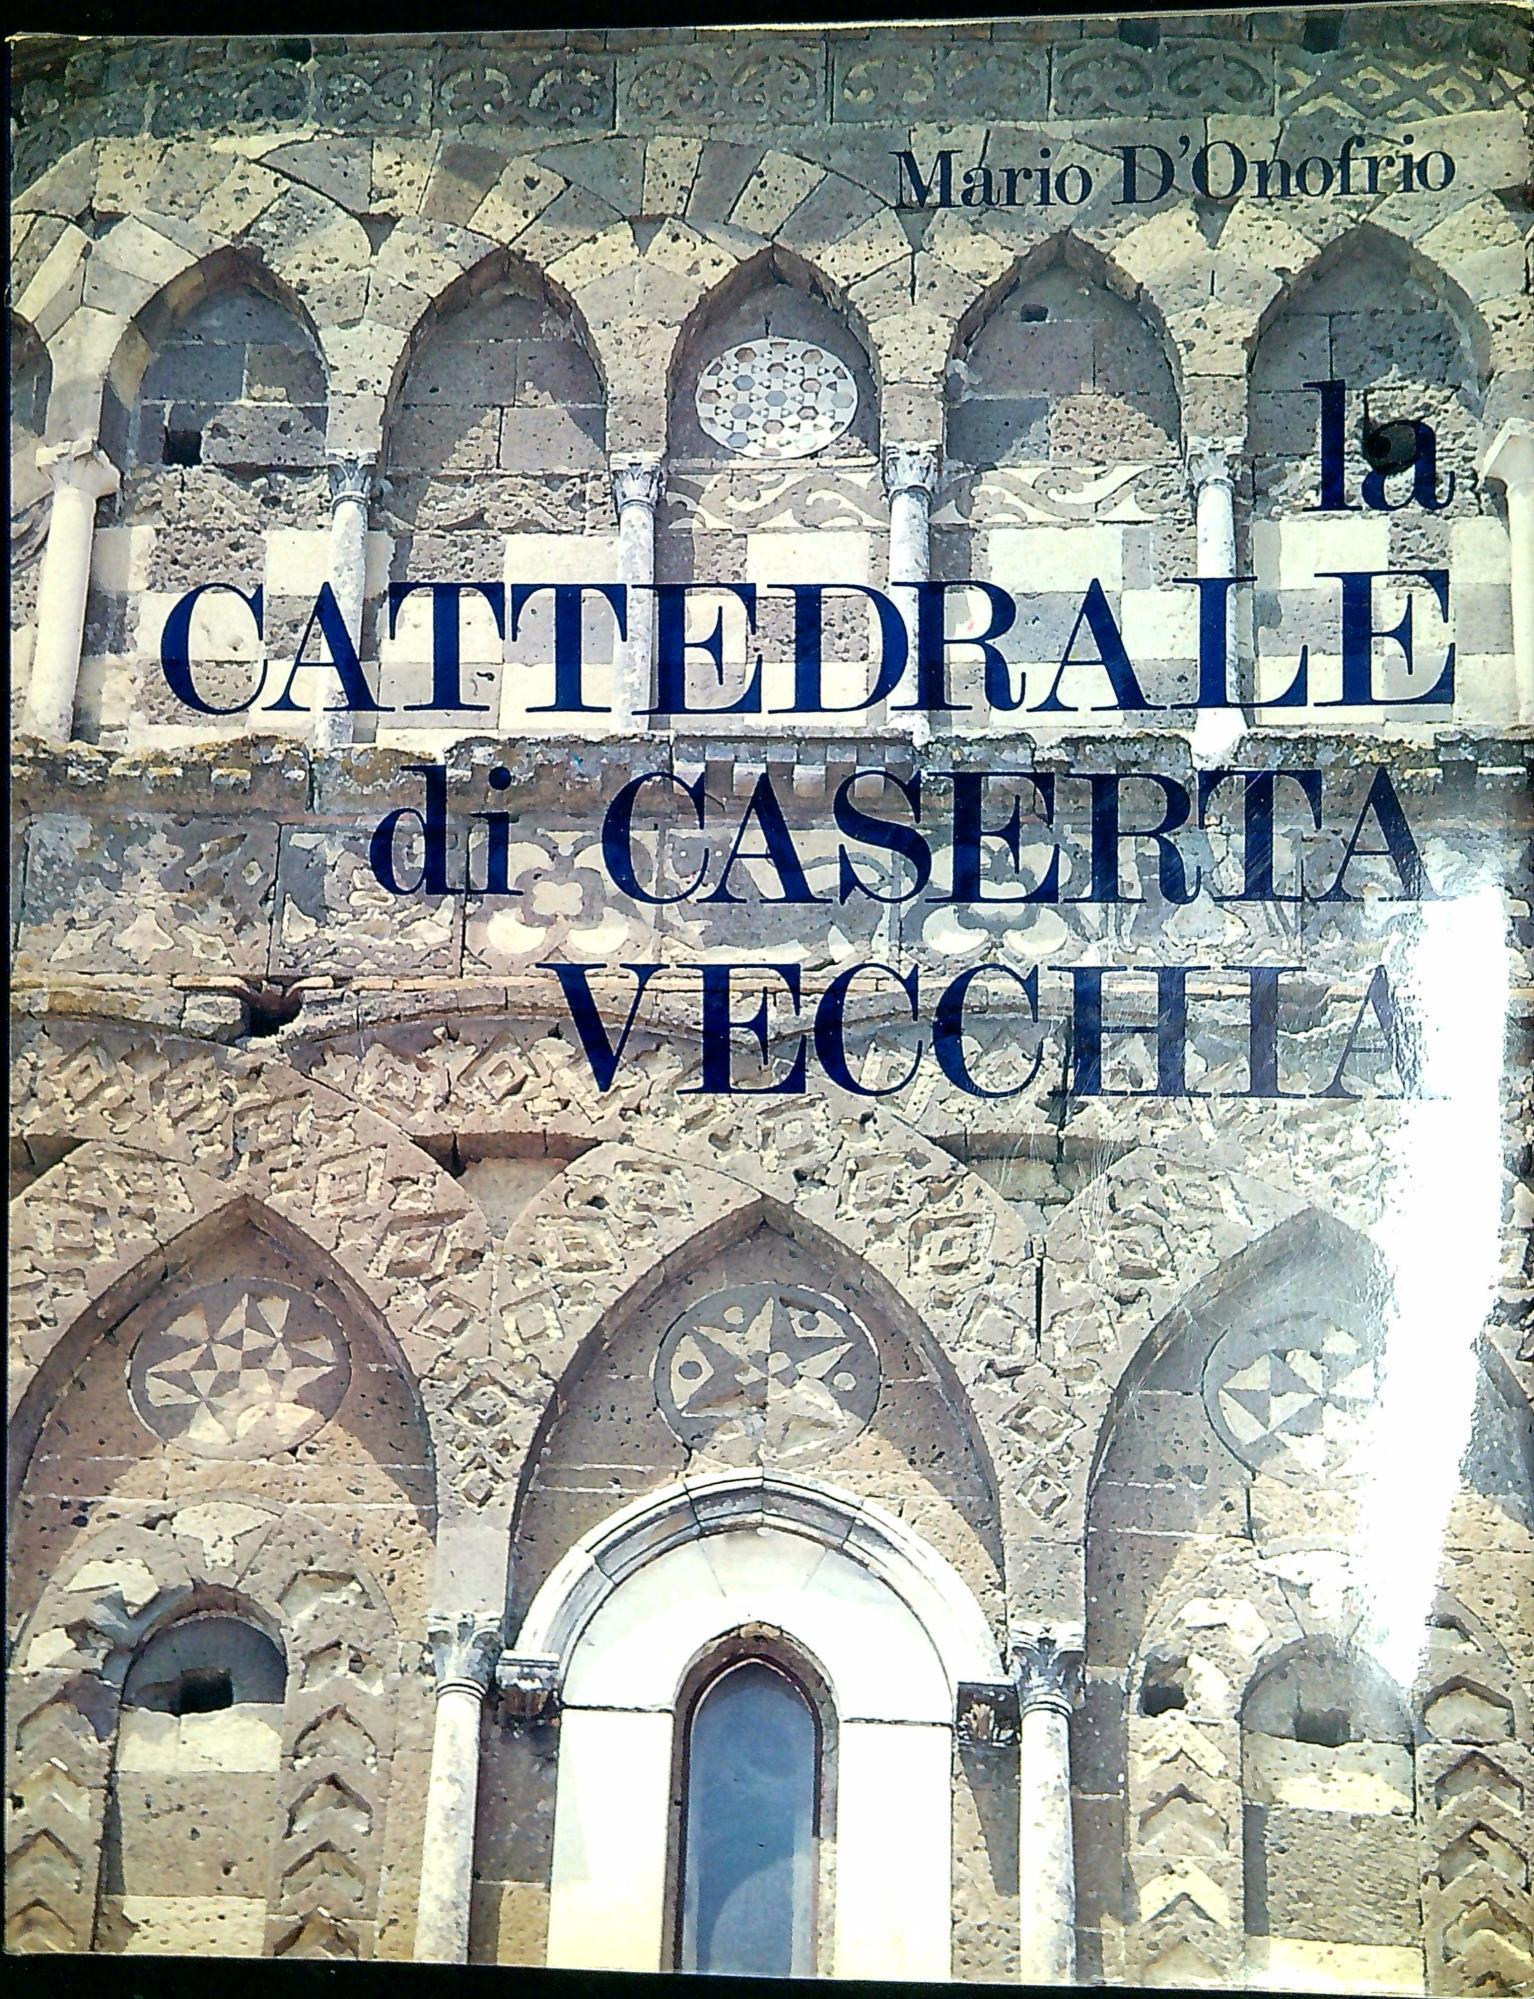 Mario D'Onofrio
la
CATTEDRALE
di CASERTA
VECCHIA